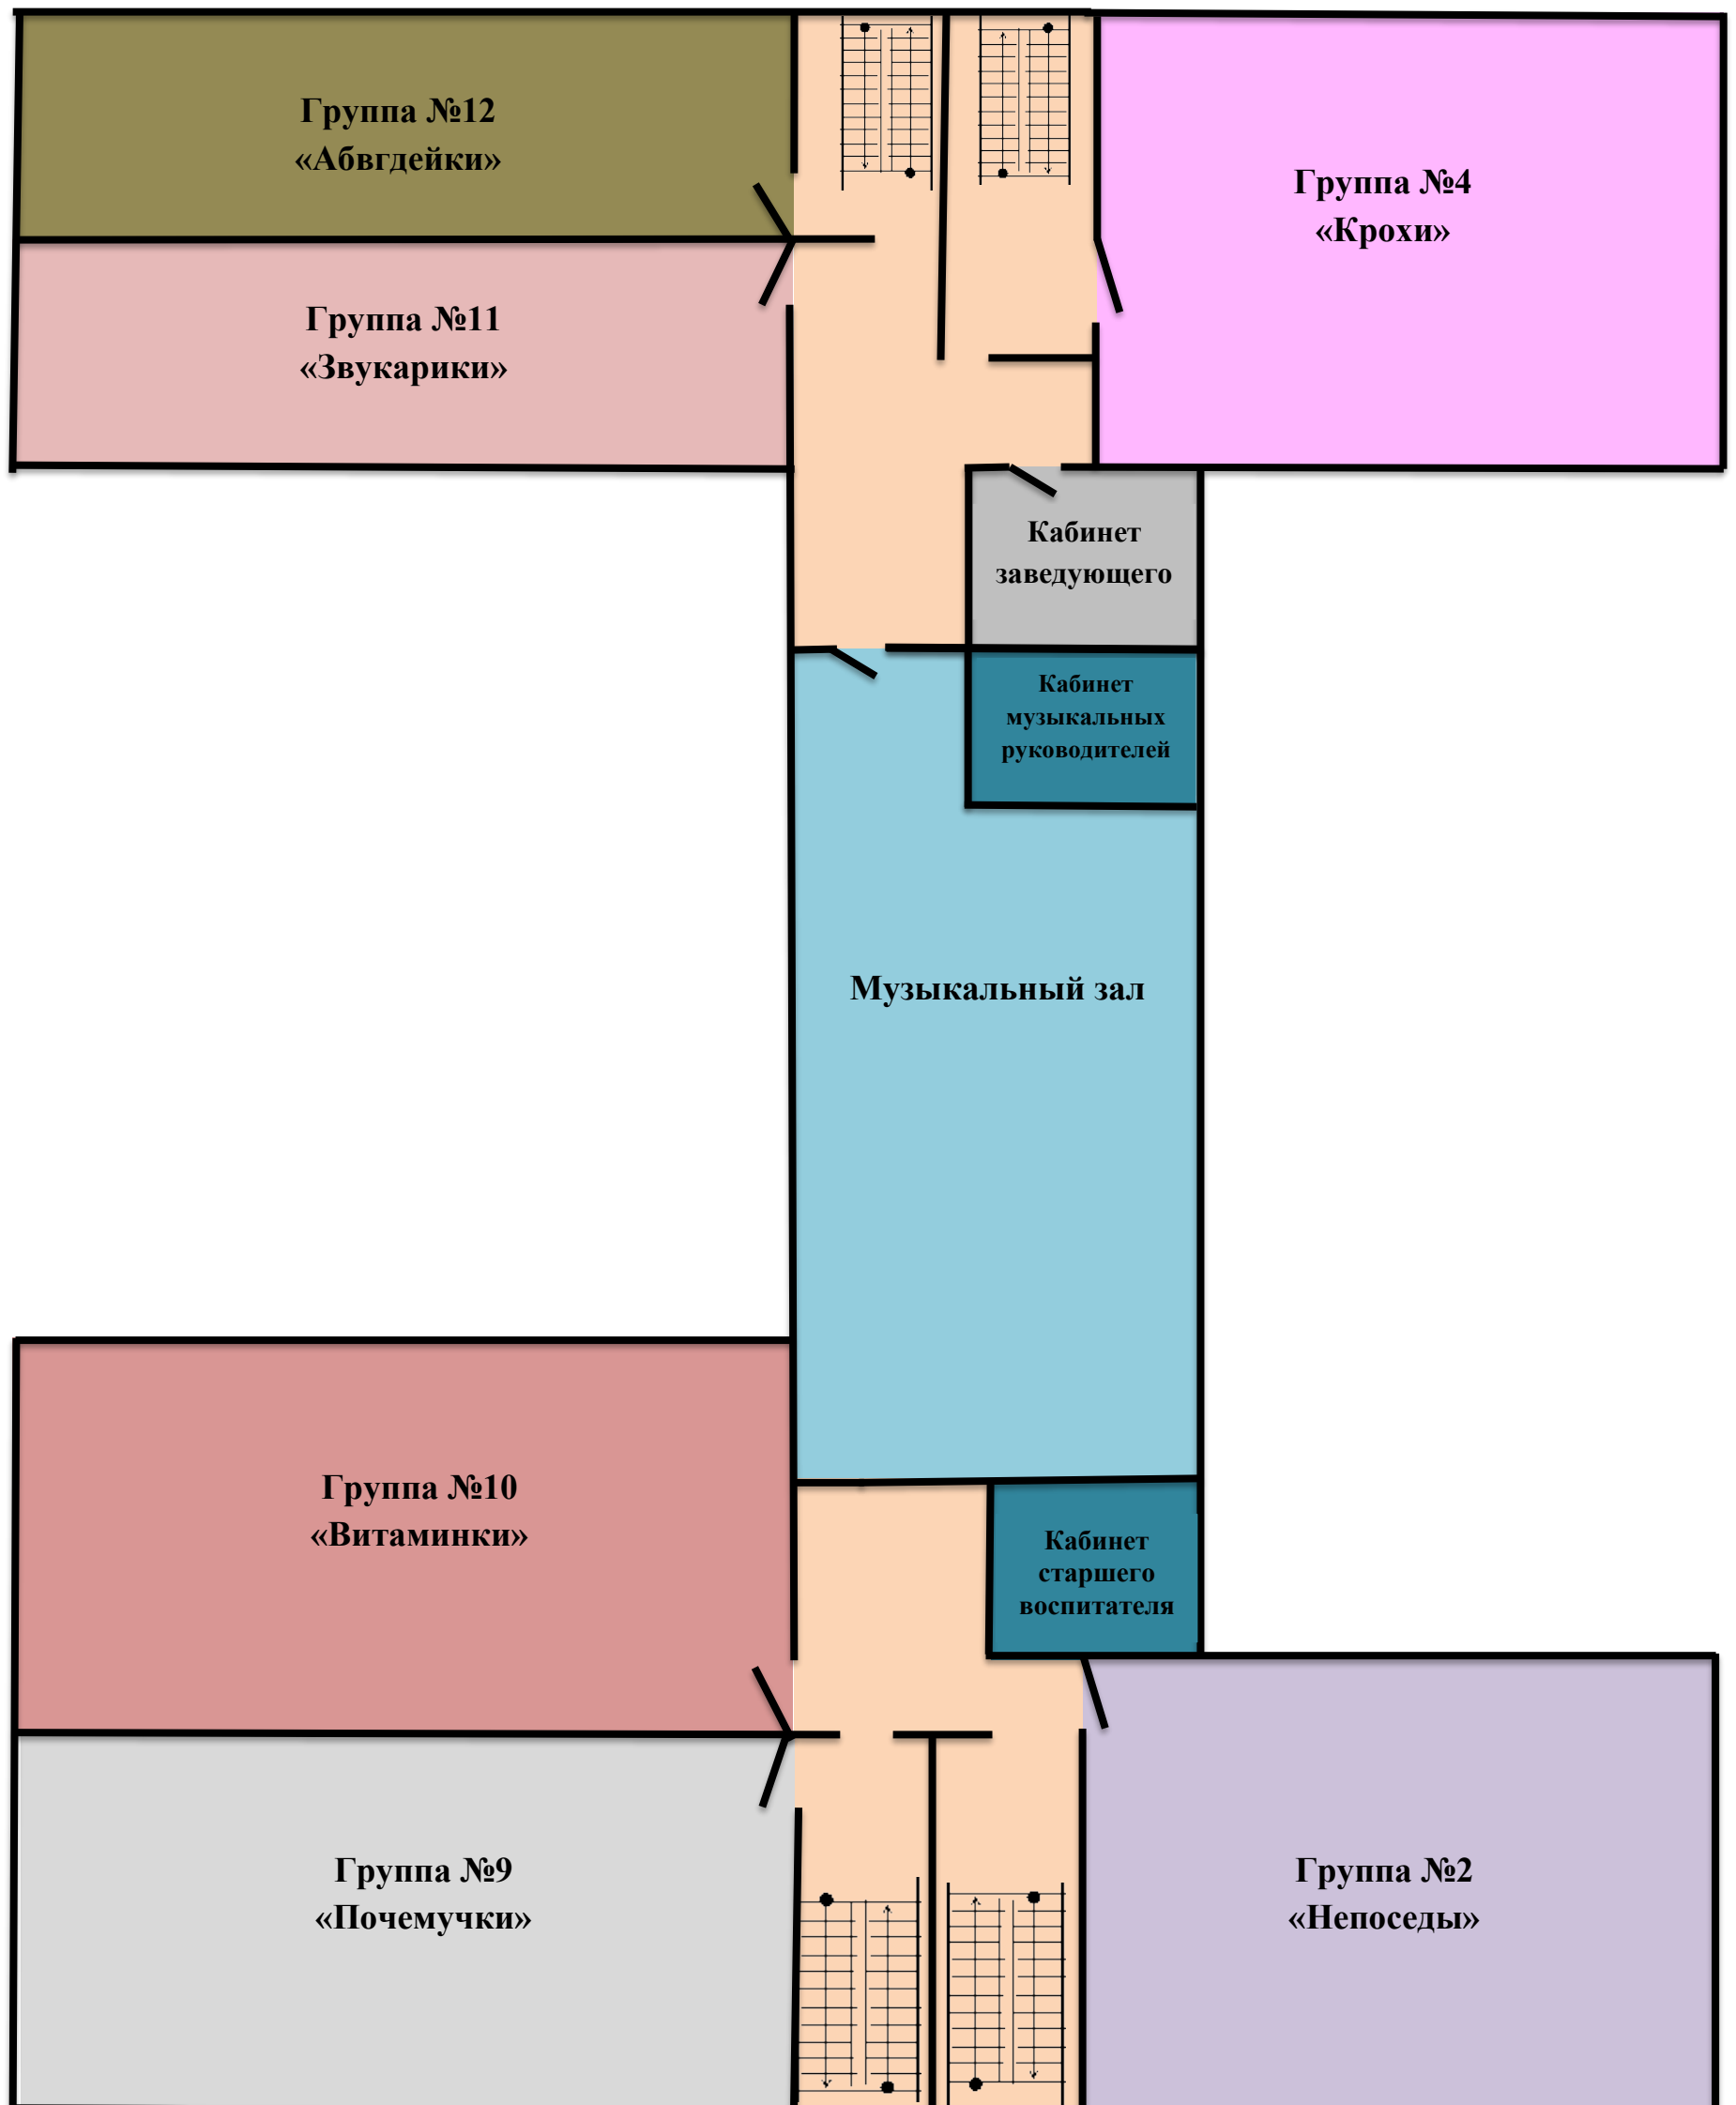 Группа №12
«Абвгдейки»
Группа №4
«Крохи»
Группа №11
«Звукарики»
Кабинет
заведующего
Кабинет
музыкальных
руководителей
Музыкальный зал
Группа №10
«Витаминки»
Кабинет
старшего
воспитателя
Группа №9
«Почемучки»
Группа №2
«Непоседы»